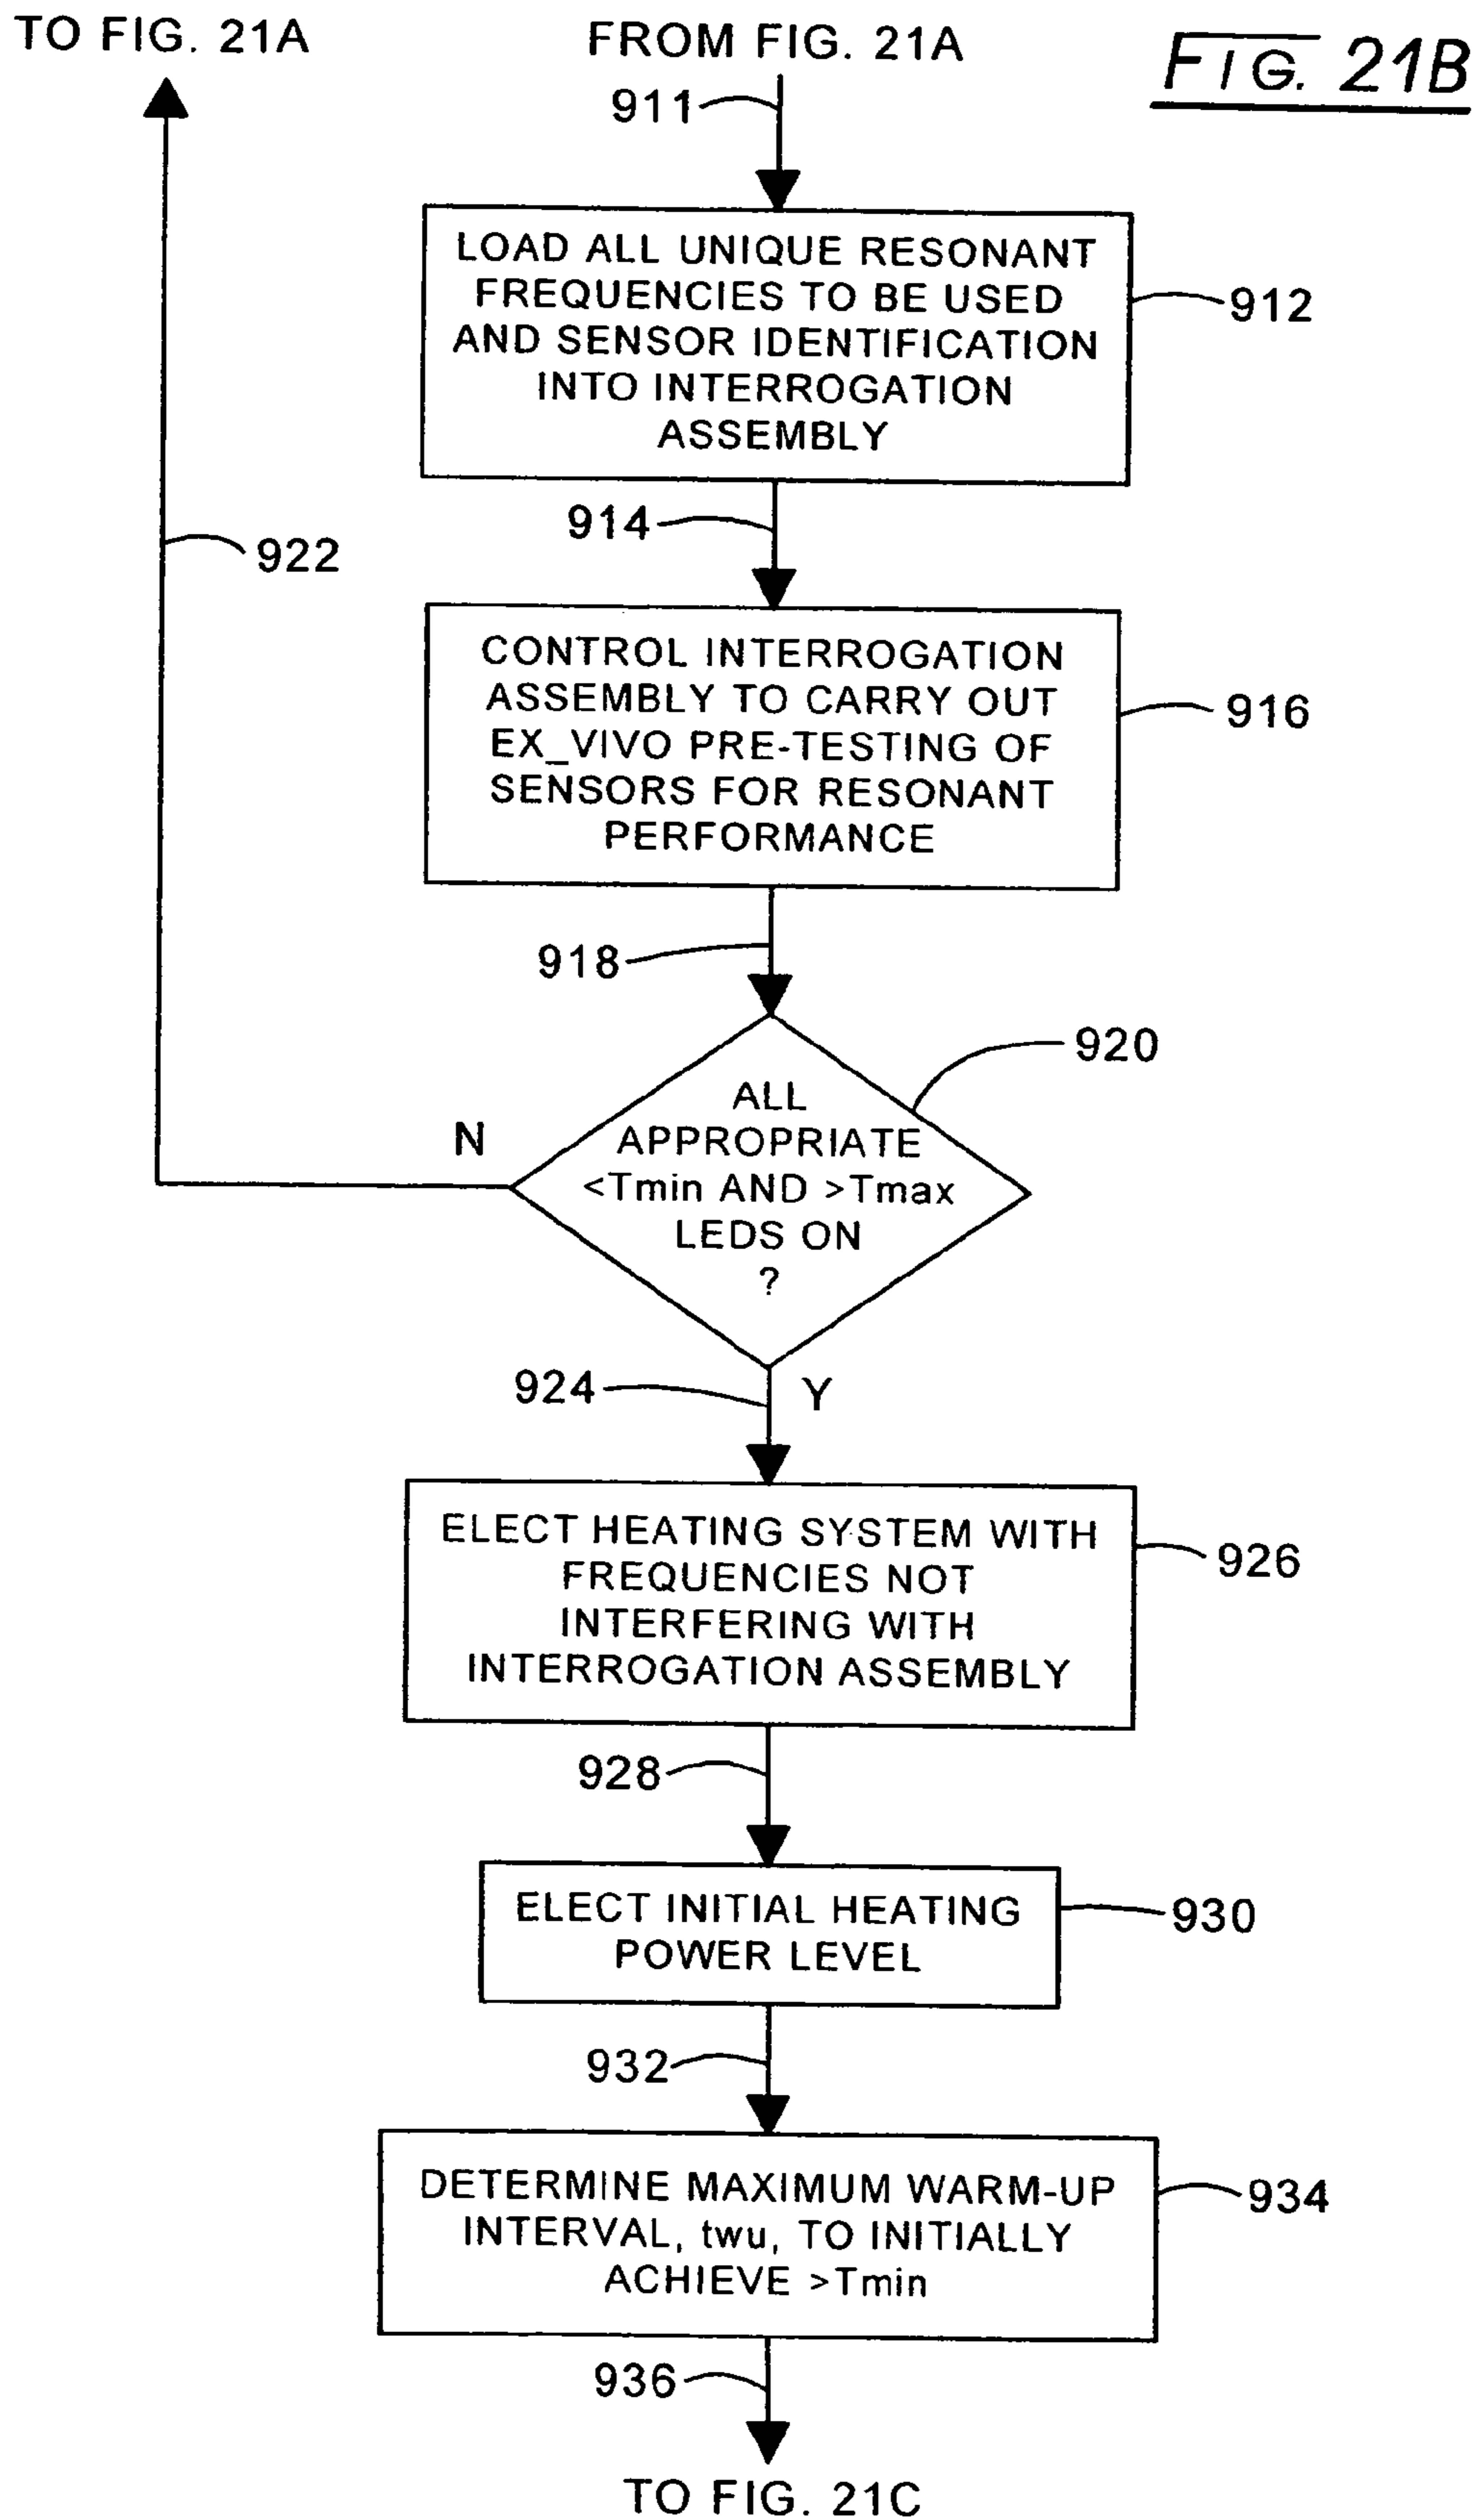 TO FIG. 21A
FROM FIG. 21A
FIG. 21B
911
LOAD ALL UNIQUE RESONANT
FREQUENCIES TO BE USED
AND SENSOR IDENTIFICATION
INTO INTERROGATION
ASSEMBLY
912
914
922
CONTROL INTERROGATION
ASSEMBLY TO CARRY OUT
EX_VIVO PRE-TESTING OF
SENSORS FOR RESONANT
PERFORMANCE
916
918
920
ALL
APPROPRIATE
<Tmin AND >Tmax
LEDS ON
?
N
924
Y
ELECT HEATING SYSTEM WITH
FREQUENCIES NOT
INTERFERING WITH
INTERROGATION ASSEMBLY
926
928
ELECT INITIAL HEATING
POWER LEVEL
930
932
DETERMINE MAXIMUM WARM-UP
INTERVAL, twu, TO INITIALLY
ACHIEVE >Tmin
934
936
TO FIG. 21C